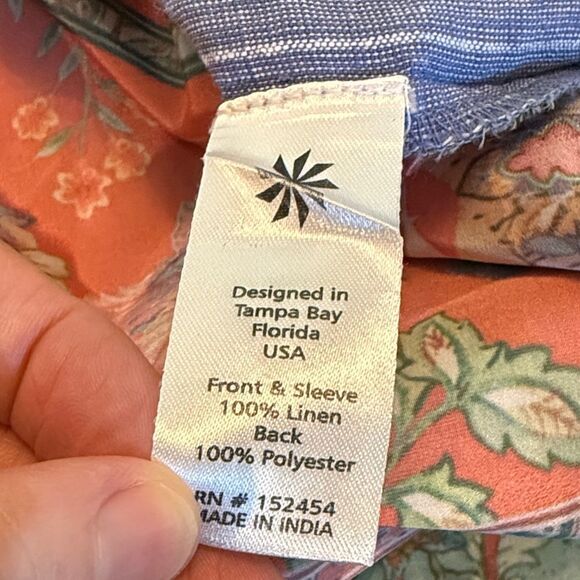 Designed in
Tampa Bay
Florida
USA
Front & Sleeve
100% Linen
Back
100% Polyester
RN # 152454
MADE IN INDIA